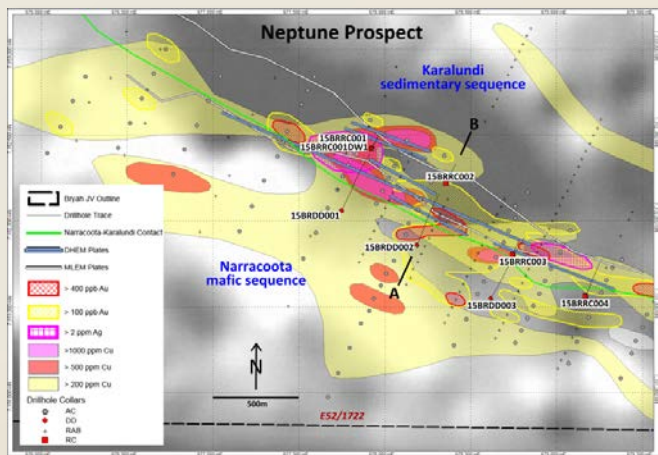 Neptune Prospect
Karalundi
sedimentary sequence
B
15BRRC001
15BRRC001DW1
15BRRC002
15BRDD001
15BRDD002
Narracoota
mafic sequence
A
15BRRC003
15BRDD003
15BRRC004
N
500m
E52/1722
Bryah JV Outline
Drillhole Trace
Narracoota-Karalundi Contact
DHEM Plates
MLEM Plates
> 400 ppb Au
> 100 ppb Au
> 2 ppm Ag
>1000 ppm Cu
> 500 ppm Cu
> 200 ppm Cu
Drillhole Collars
AC
DD
RAB
RC